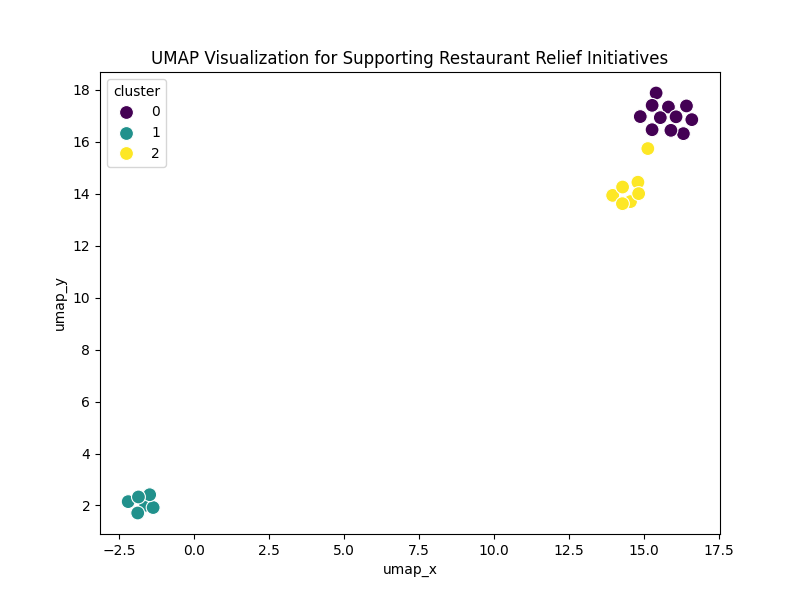 UMAP Visualization for Supporting Restaurant Relief Initiatives
cluster
0
1
2
18
16
14
12
10
8
6
4
2
umap_y
−2.5 0.0 2.5 5.0 7.5 10.0 12.5 15.0 17.5
umap_x